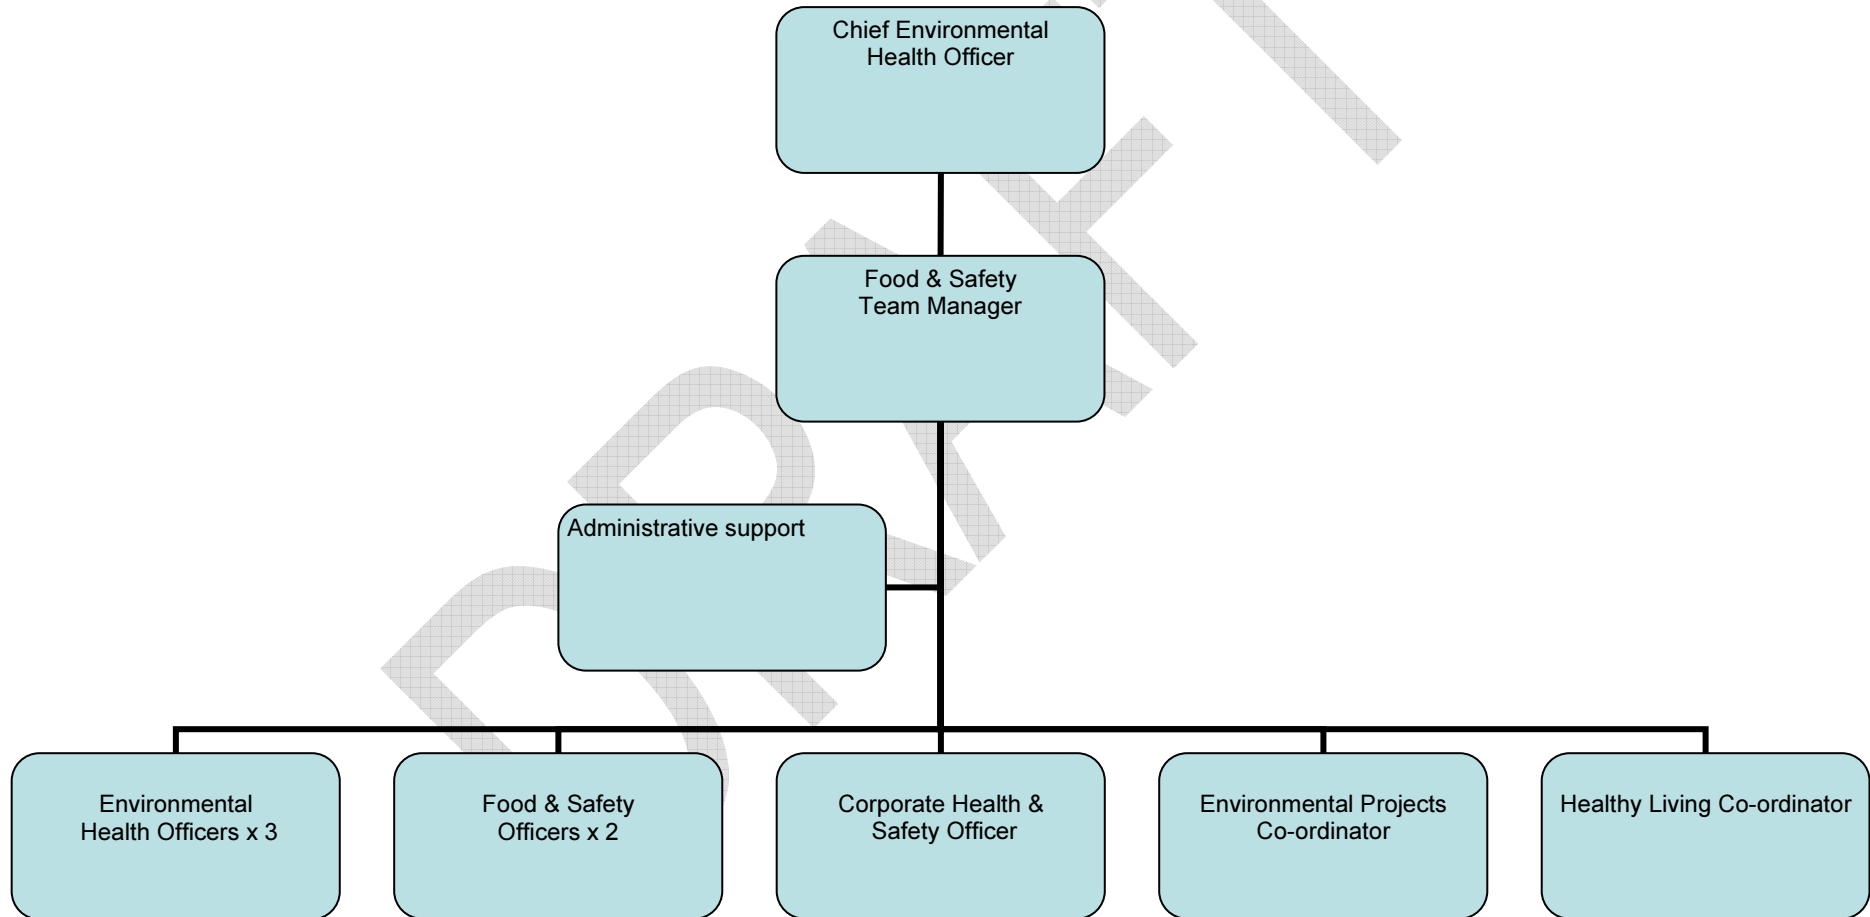 Chief Environmental
Health Officer
Food & Safety
Team Manager
Administrative support
Environmental
Health Officers x 3
Food & Safety
Officers x 2
Corporate Health &
Safety Officer
Environmental Projects
Co-ordinator
Healthy Living Co-ordinator
DRAFT